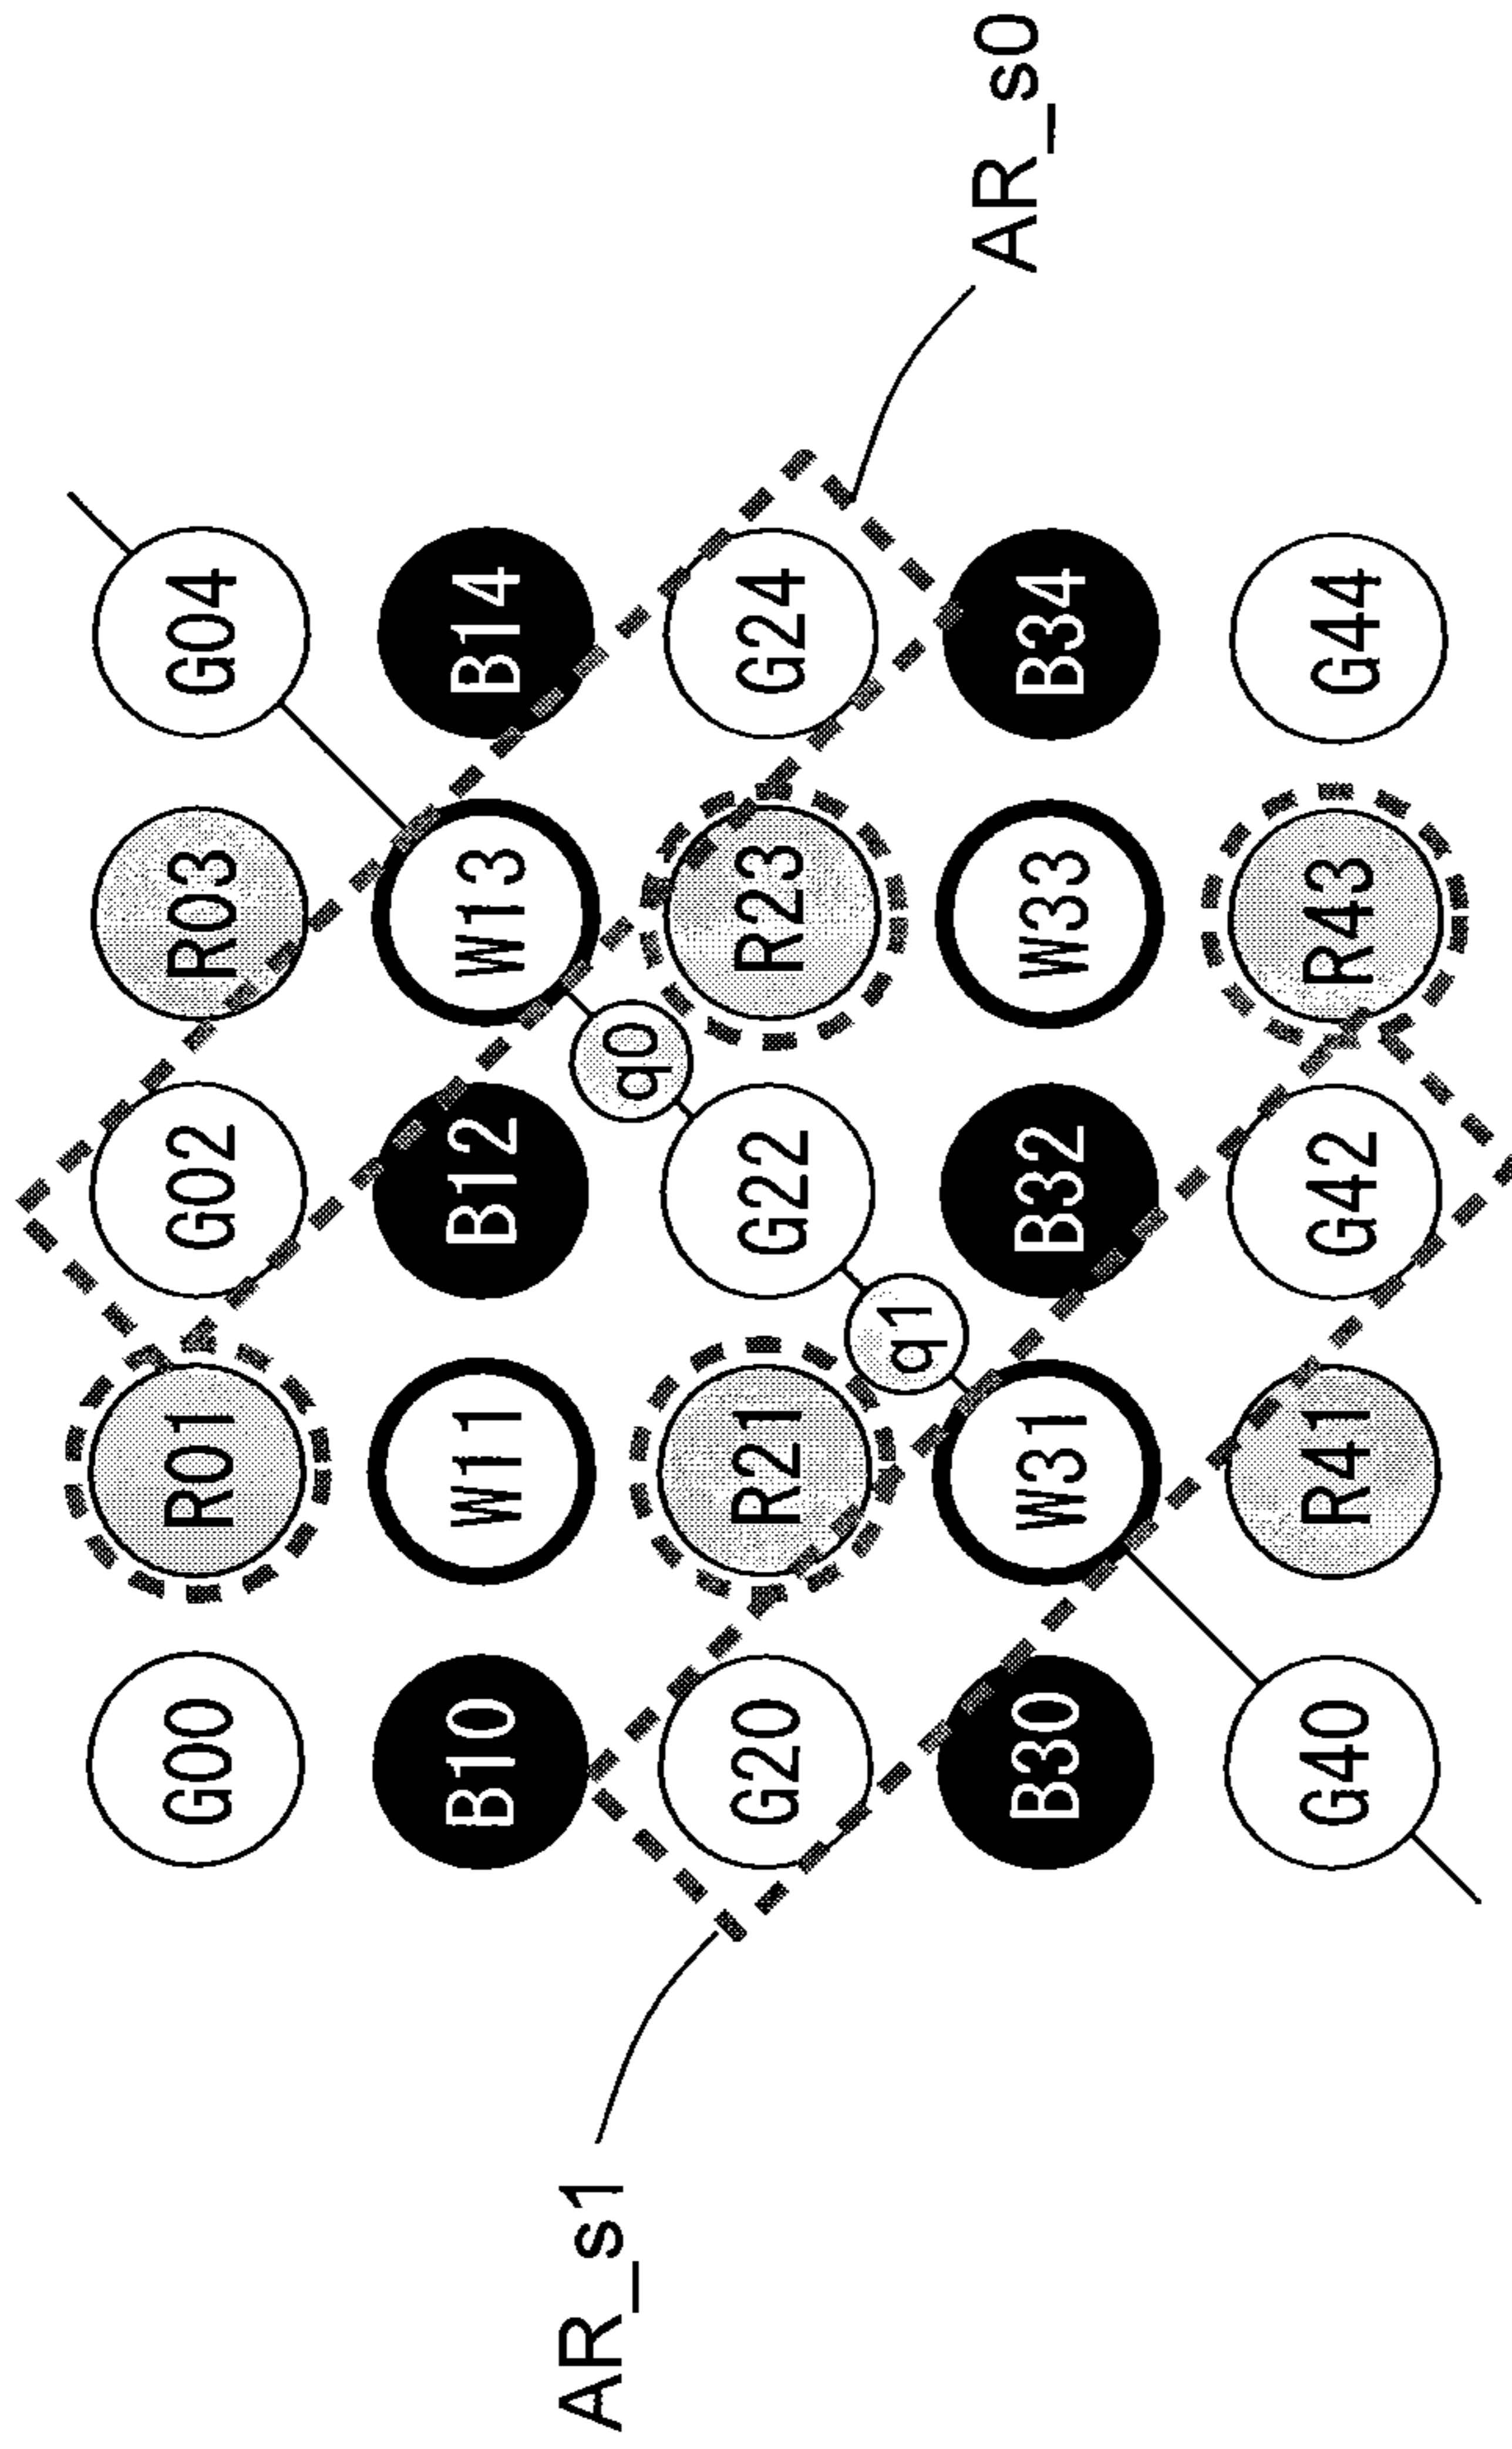 AR_s0
G00 R01 G02 R03 G04
B10 W11 B12 W13 B14
q0
G20 R21 G22 R23 G24
q1
B30 W31 B32 W33 B34
G40 R41 G42 R43 G44
AR_s1